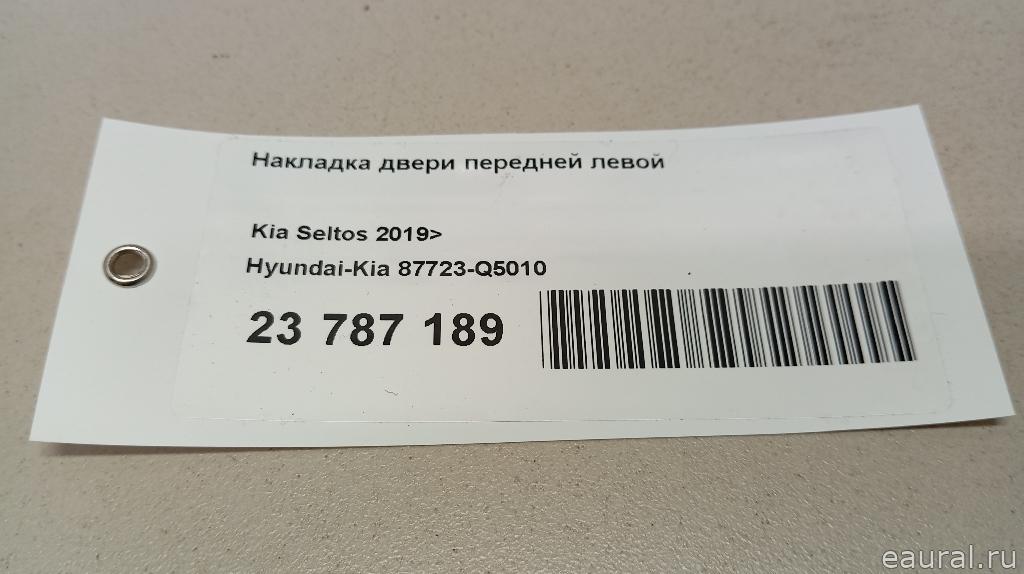 Накладка двери передней левой
Kia Seltos 2019>
Hyundai-Kia 87723-Q5010
23 787 189
eaural.ru